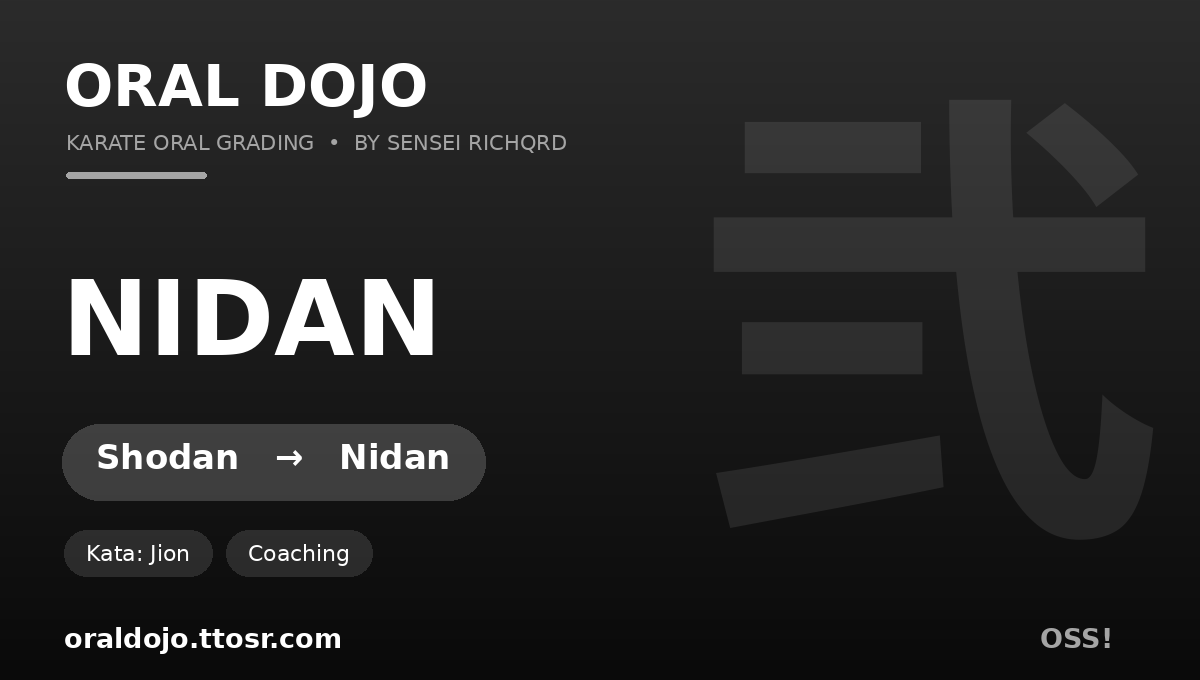 ORAL DOJO
KARATE ORAL GRADING • BY SENSEI RICHQRD
弐
NIDAN
Shodan → Nidan
Kata: Jion Coaching
oraldojo.ttosr.com OSS!